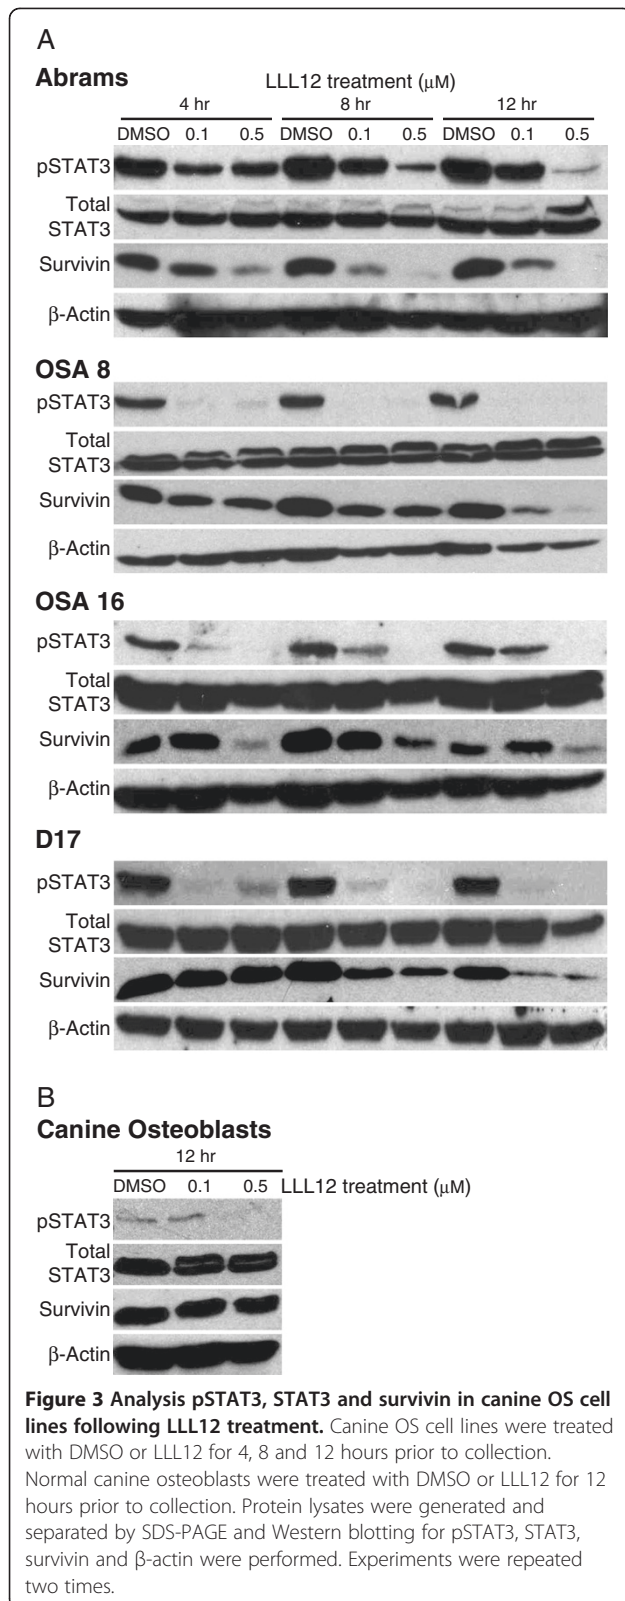 A
Abrams
LLL12 treatment (µM)
4 hr 8 hr 12 hr
DMSO 0.1 0.5 DMSO 0.1 0.5 DMSO 0.1 0.5
pSTAT3
Total
STAT3
Survivin
β-Actin
OSA 8
pSTAT3
Total
STAT3
Survivin
β-Actin
OSA 16
pSTAT3
Total
STAT3
Survivin
β-Actin
D17
pSTAT3
Total
STAT3
Survivin
β-Actin
B
Canine Osteoblasts
12 hr
DMSO 0.1 0.5 LLL12 treatment (µM)
pSTAT3
Total
STAT3
Survivin
β-Actin
Figure 3 Analysis pSTAT3, STAT3 and survivin in canine OS cell
lines following LLL12 treatment. Canine OS cell lines were treated
with DMSO or LLL12 for 4, 8 and 12 hours prior to collection.
Normal canine osteoblasts were treated with DMSO or LLL12 for 12
hours prior to collection. Protein lysates were generated and
separated by SDS-PAGE and Western blotting for pSTAT3, STAT3,
survivin and β-actin were performed. Experiments were repeated
two times.